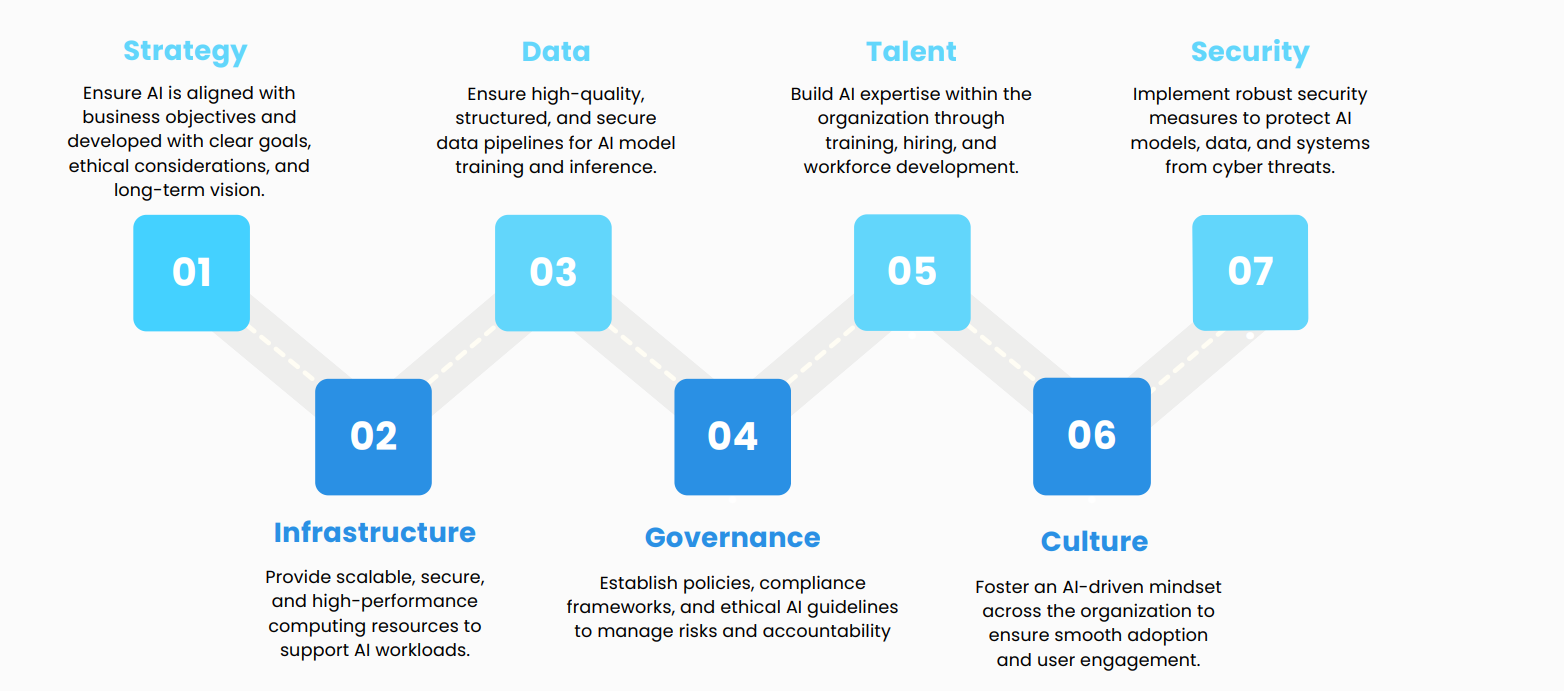 Strategy
Ensure AI is aligned with
business objectives and
developed with clear goals,
ethical considerations, and
long-term vision.
01
Infrastructure
Provide scalable, secure,
and high-performance
computing resources to
support AI workloads.
02
Data
Ensure high-quality,
structured, and secure
data pipelines for AI model
training and inference.
03
Governance
Establish policies, compliance
frameworks, and ethical AI guidelines
to manage risks and accountability
04
Talent
Build AI expertise within the
organization through
training, hiring, and
workforce development.
05
Culture
Foster an AI-driven mindset
across the organization to
ensure smooth adoption
and user engagement.
06
Security
Implement robust security
measures to protect AI
models, data, and systems
from cyber threats.
07